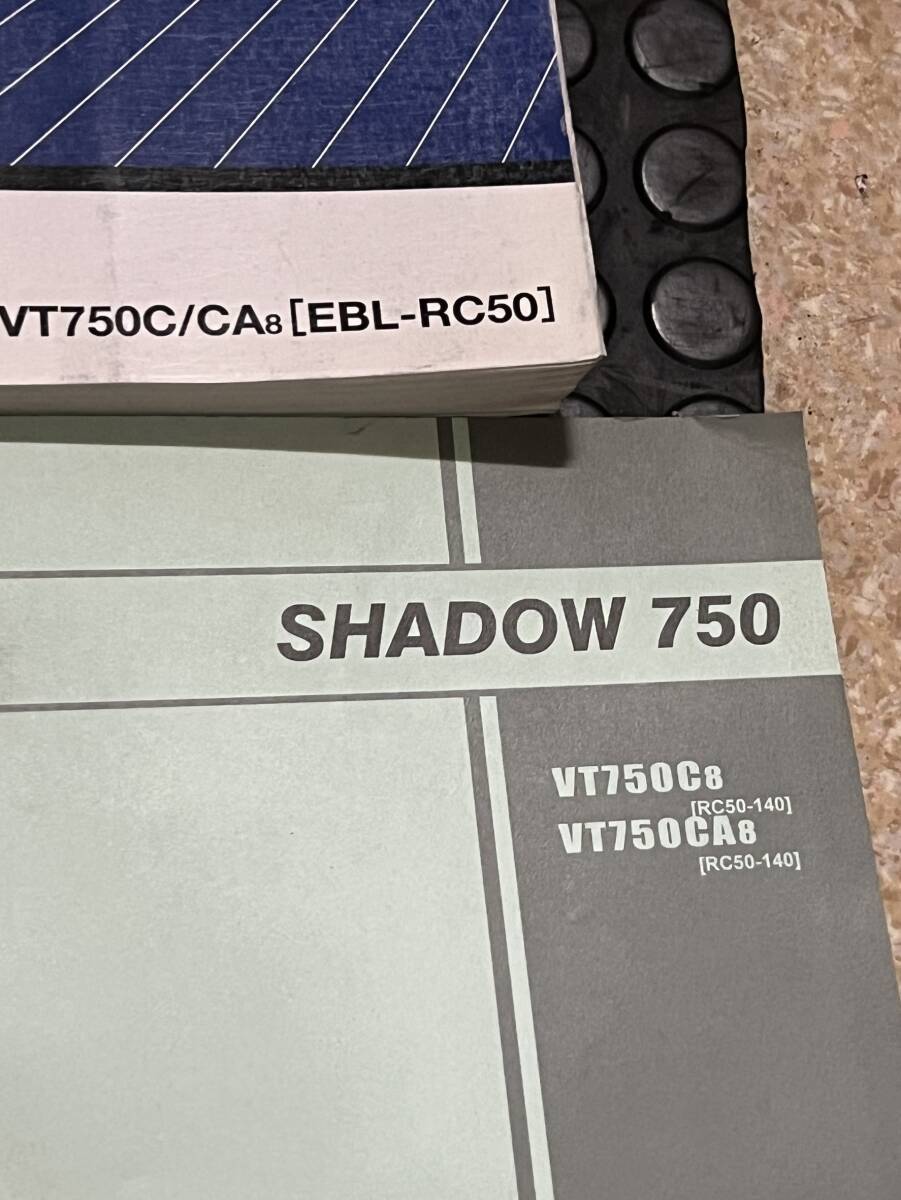 VT750C/CA8[EBL-RC50]
SHADOW 750
VT750C8
[RC50-140]
VT750CA8
[RC50-140]